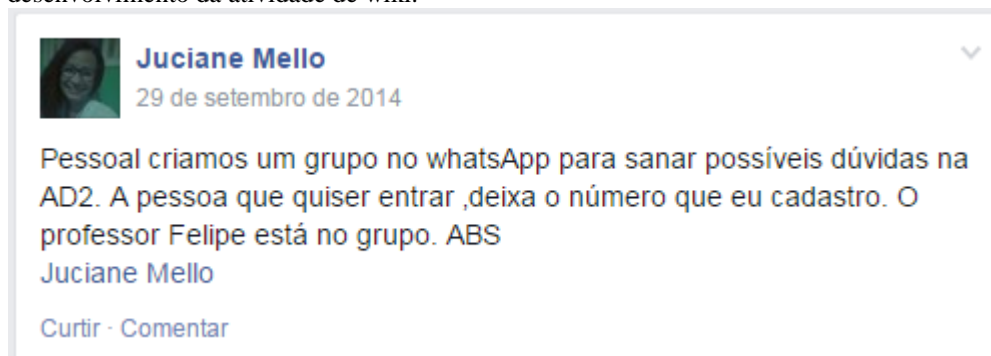 desenvolvimento da atividade de wiki.
Juciane Mello
29 de setembro de 2014
Pessoal criamos um grupo no whatsApp para sanar possíveis dúvidas na
AD2. A pessoa que quiser entrar ,deixa o número que eu cadastro. O
professor Felipe está no grupo. ABS
Juciane Mello
Curtir · Comentar